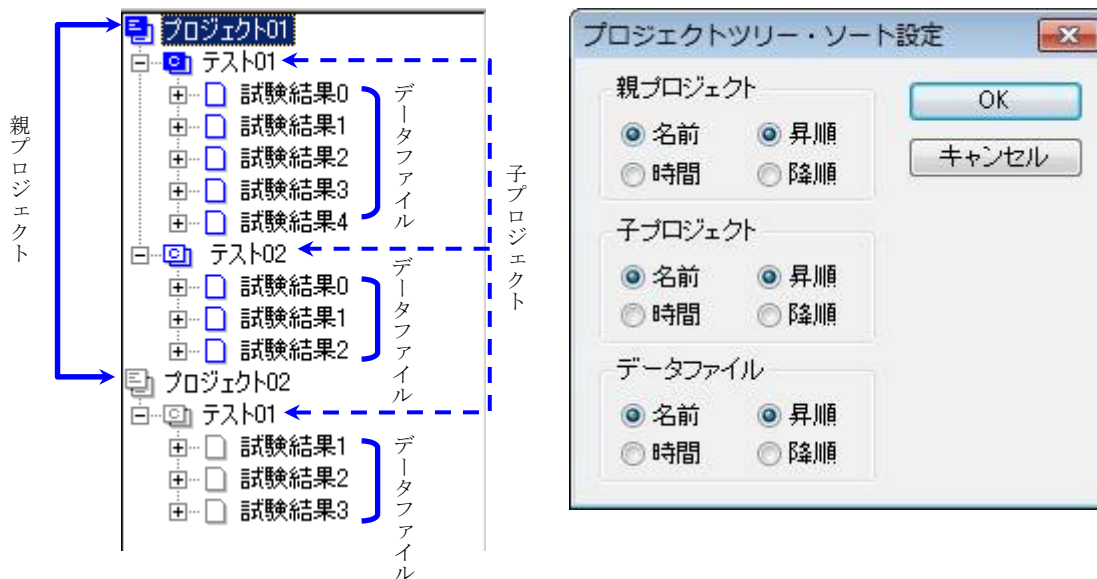 親プロジェクト
プロジェクト01
テスト01
試験結果0
試験結果1
試験結果2
試験結果3
試験結果4
データファイル
テスト02
試験結果0
試験結果1
試験結果2
データファイル
プロジェクト02
テスト01
試験結果1
試験結果2
試験結果3
データファイル
子プロジェクト
プロジェクトツリー・ソート設定
親プロジェクト
名前 昇順
時間 降順
子プロジェクト
名前 昇順
時間 降順
データファイル
名前 昇順
時間 降順
OK
キャンセル